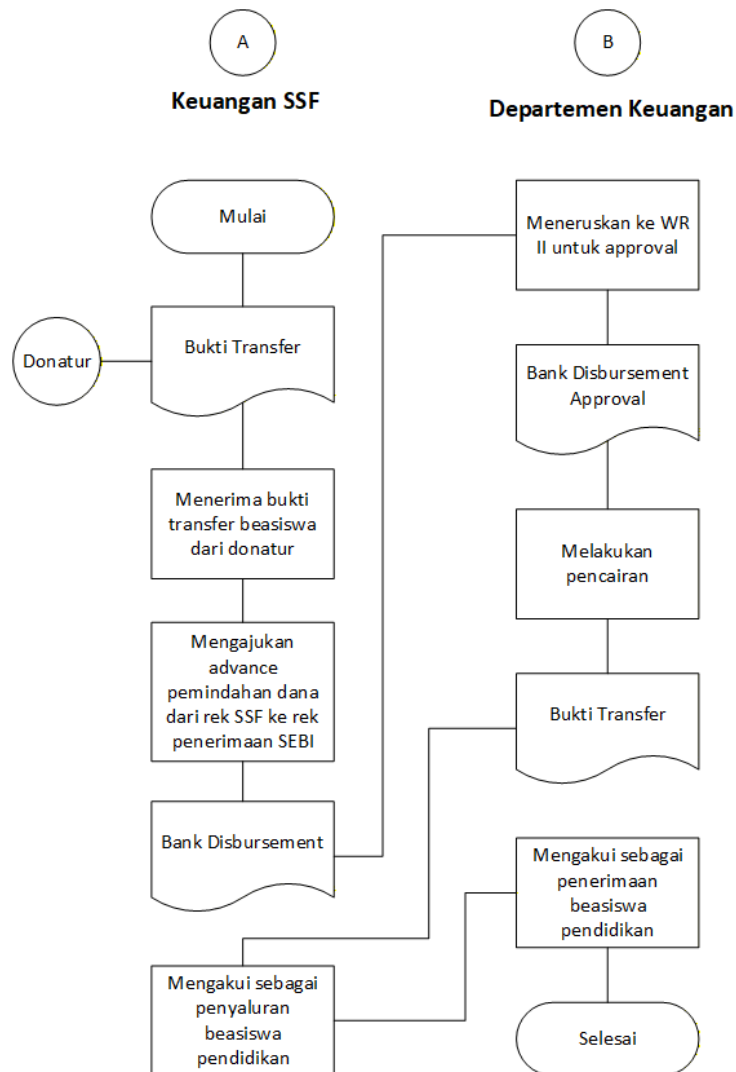 A
Keuangan SSF
B
Departemen Keuangan
Mulai
Donatur
Bukti Transfer
Menerima bukti
transfer beasiswa
dari donatur
Mengajukan
advance
pemindahan dana
dari rek SSF ke rek
penerimaan SEBI
Bank Disbursement
Meneruskan ke WR
II untuk approval
Bank Disbursement
Approval
Melakukan
pencairan
Bukti Transfer
Mengakui sebagai
penyaluran
beasiswa
pendidikan
Mengakui sebagai
penerimaan
beasiswa
pendidikan
Selesai